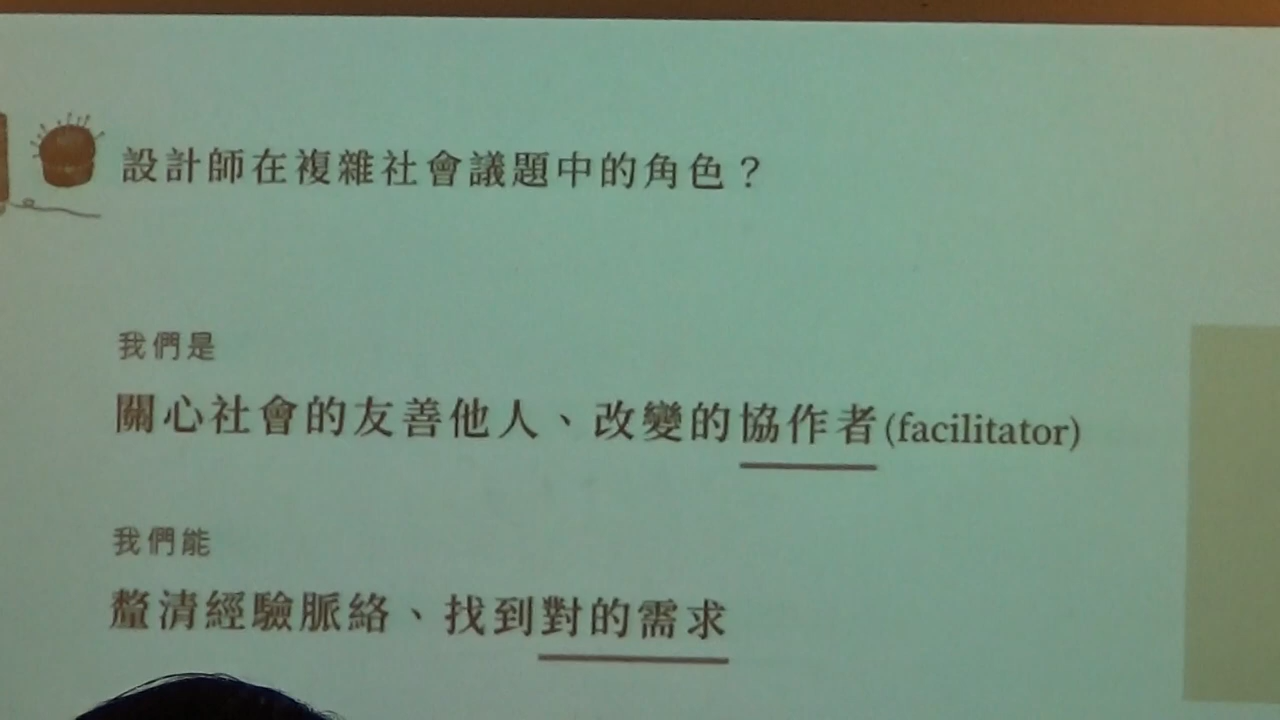 設計師在複雜社會議題中的角色？
我們是
關心社會的友善他人、改變的協作者(facilitator)
我們能
釐清經驗脈絡、找到對的需求